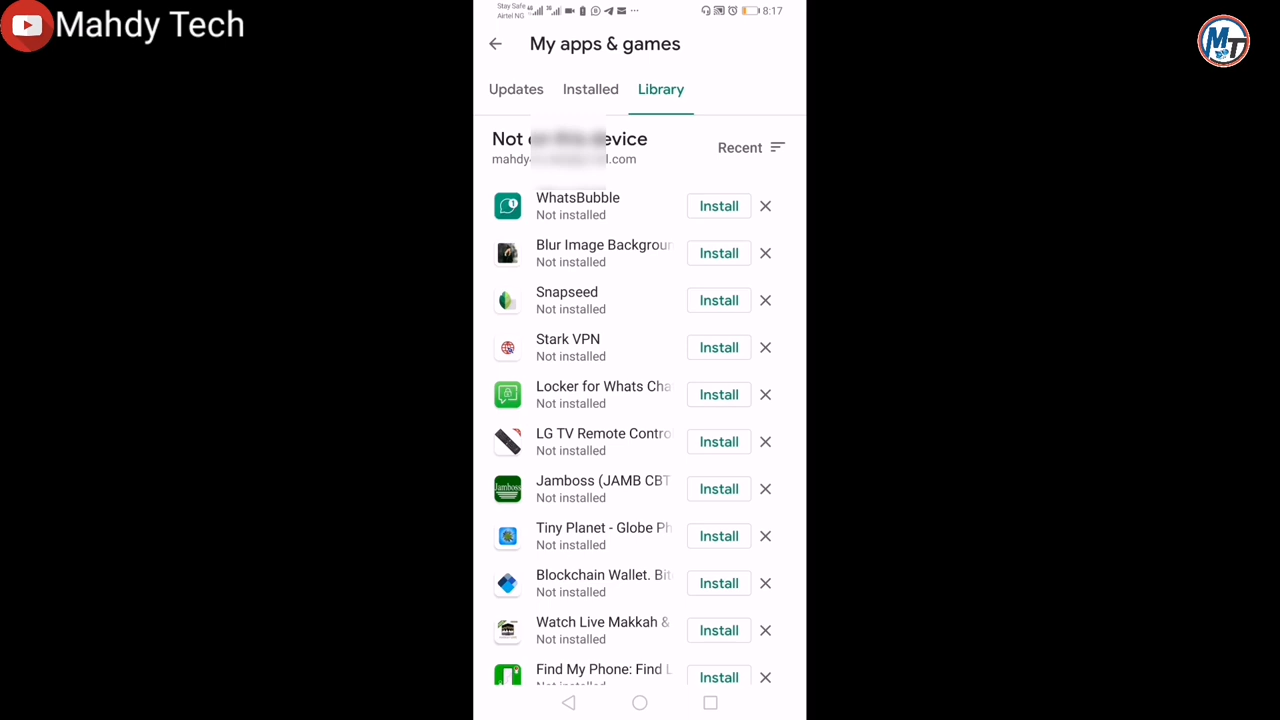 Mahdy Tech
MT
Stay Safe
Airtel NG
8:17
My apps & games
Updates Installed Library
Not on this device
Recent
mahdy
l.com
WhatsBubble
Not installed
Install
Blur Image Backgroun
Not installed
Install
Snapseed
Not installed
Install
Stark VPN
Not installed
Install
Locker for Whats Cha
Not installed
Install
LG TV Remote Contro
Not installed
Install
Jamboss
Jamboss (JAMB CBT
Not installed
Install
Tiny Planet - Globe Ph
Not installed
Install
Blockchain Wallet. Bit
Not installed
Install
Watch Live Makkah &
Not installed
Install
Find My Phone: Find L
Not installed
Install